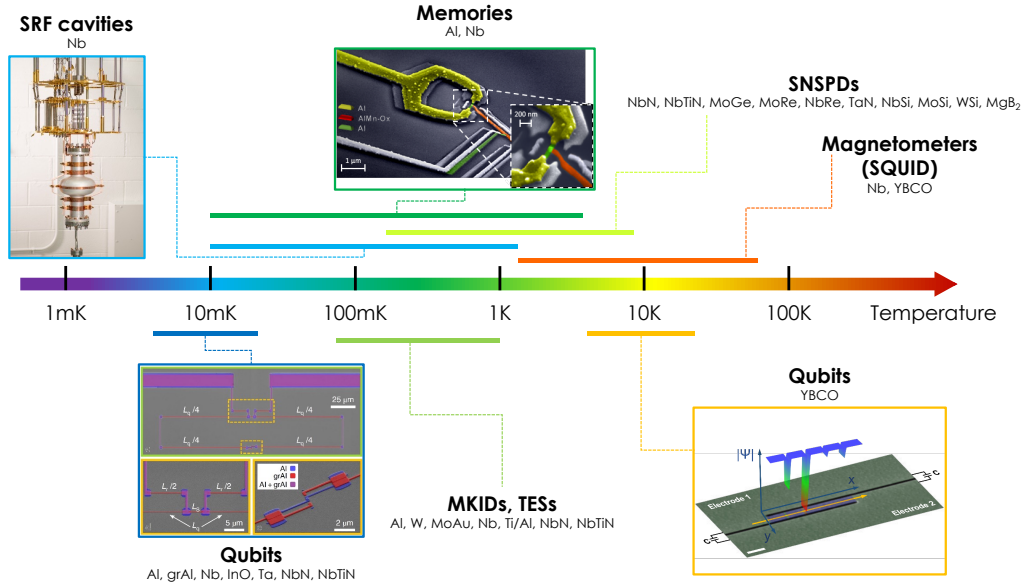 SRF cavities
Nb
Memories
Al, Nb
Al
AlMn-Ox
Al
1 µm
200 nm
SNSPDs
NbN, NbTiN, MoGe, MoRe, NbRe, TaN, NbSi, MoSi, WSi, MgB₂
Magnetometers
(SQUID)
Nb, YBCO
1mK 10mK 100mK 1K 10K 100K Temperature
25 µm
Lq/4 Lq/4
Lq/4 Lq/4
Lr/2 Lr/2
Ls
Lq
5 µm
Al
grAl
Al + grAl
2 µm
Qubits
Al, grAl, Nb, InO, Ta, NbN, NbTiN
MKIDs, TESs
Al, W, MoAu, Nb, Ti/Al, NbN, NbTiN
Qubits
YBCO
|Ψ|
x
y
C
Electrode 1
Electrode 2
C